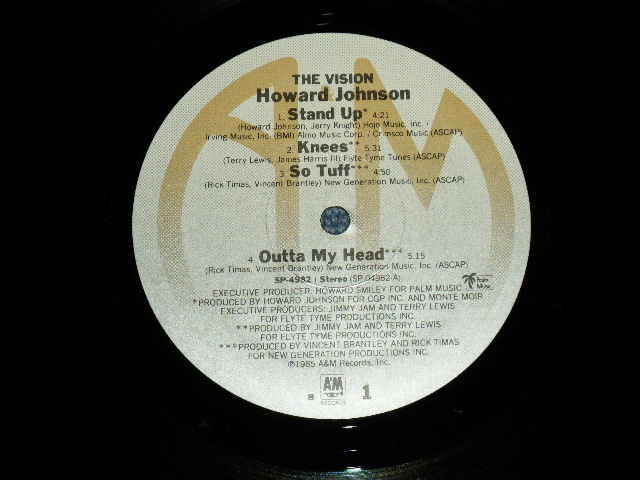 THE VISION
Howard Johnson
1. Stand Up* 4:21
(Howard Johnson, Jerry Knight) Hojo Music, Inc. /
Irving Music, Inc. (BMI) Almo Music Corp. / Crimsco Music (ASCAP)
2. Knees** 5:31
(Terry Lewis, James Harris III) Flyte Tyme Tunes (ASCAP)
3. So Tuff*** 4:50
(Rick Timas, Vincent Brantley) New Generation Music, Inc. (ASCAP)
4. Outta My Head*** 5:15
(Rick Timas, Vincent Brantley) New Generation Music, Inc. (ASCAP)
SP-4982 Stereo (SP-04982-A)
Palm Music
EXECUTIVE PRODUCER: HOWARD SMILEY FOR PALM MUSIC
*PRODUCED BY HOWARD JOHNSON FOR CGP INC. AND MONTE MOIR
EXECUTIVE PRODUCERS: JIMMY JAM AND TERRY LEWIS
FOR FLYTE TYME PRODUCTIONS INC.
**PRODUCED BY JIMMY JAM AND TERRY LEWIS
FOR FLYTE TYME PRODUCTIONS INC.
***PRODUCED BY VINCENT BRANTLEY AND RICK TIMAS
FOR NEW GENERATION PRODUCTIONS INC.
℗1985 A&M Records, Inc.
A&M
RECORDS
B 1